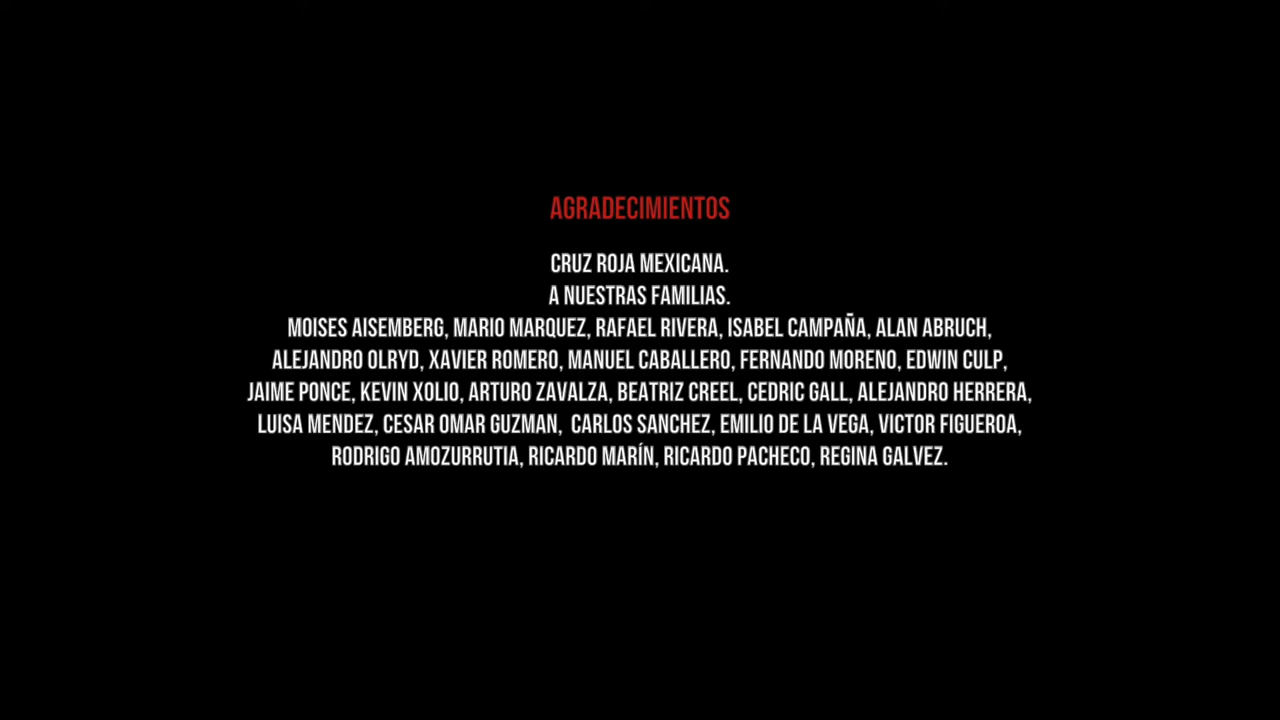 AGRADECIMIENTOS
CRUZ ROJA MEXICANA.
A NUESTRAS FAMILIAS.
MOISES AISEMBERG, MARIO MARQUEZ, RAFAEL RIVERA, ISABEL CAMPAÑA, ALAN ABRUCH,
ALEJANDRO OLRYD, XAVIER ROMERO, MANUEL CABALLERO, FERNANDO MORENO, EDWIN CULP,
JAIME PONCE, KEVIN XOLIO, ARTURO ZAVALZA, BEATRIZ CREEL, CEDRIC GALL, ALEJANDRO HERRERA,
LUISA MENDEZ, CESAR OMAR GUZMAN,  CARLOS SANCHEZ, EMILIO DE LA VEGA, VICTOR FIGUEROA,
RODRIGO AMOZURRUTIA, RICARDO MARÍN, RICARDO PACHECO, REGINA GALVEZ.